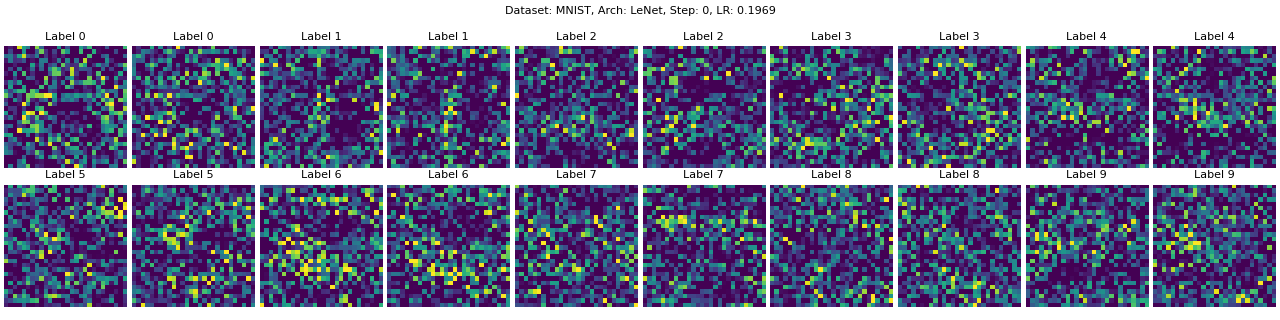 Dataset: MNIST, Arch: LeNet, Step: 0, LR: 0.1969
Label 0 Label 0 Label 1 Label 1 Label 2 Label 2 Label 3 Label 3 Label 4 Label 4
Label 5 Label 5 Label 6 Label 6 Label 7 Label 7 Label 8 Label 8 Label 9 Label 9